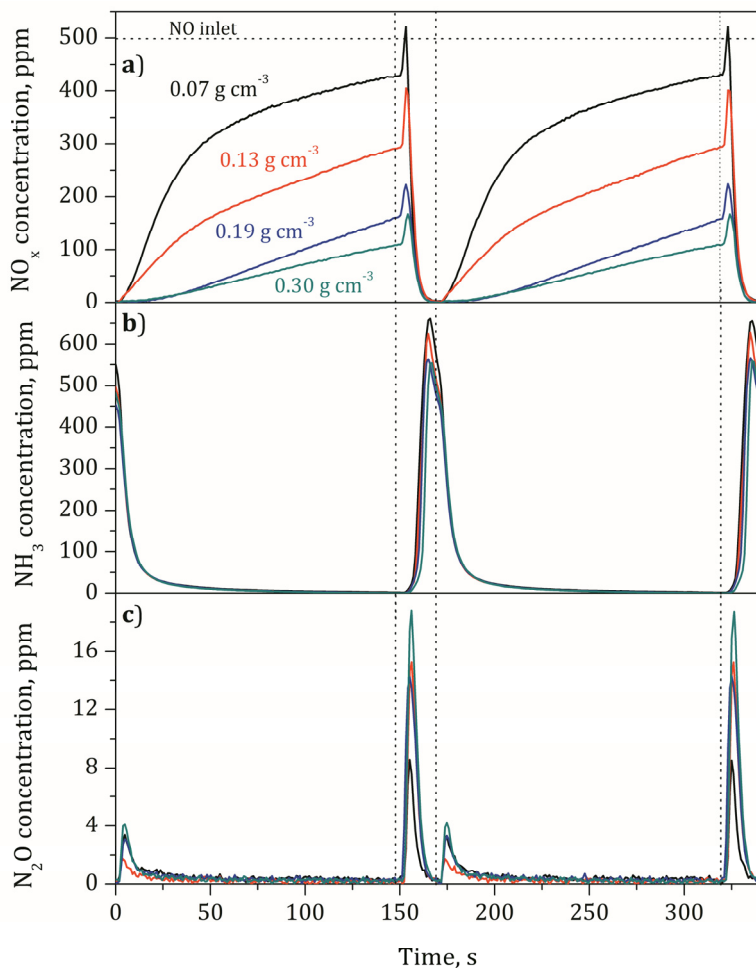 NO inlet
a)
500
400
300
200
100
0
NOₓ concentration, ppm
0.07 g cm⁻³
0.13 g cm⁻³
0.19 g cm⁻³
0.30 g cm⁻³
b)
600
500
400
300
200
100
0
NH₃ concentration, ppm
c)
16
12
8
4
0
N₂O concentration, ppm
0 50 100 150 200 250 300
Time, s